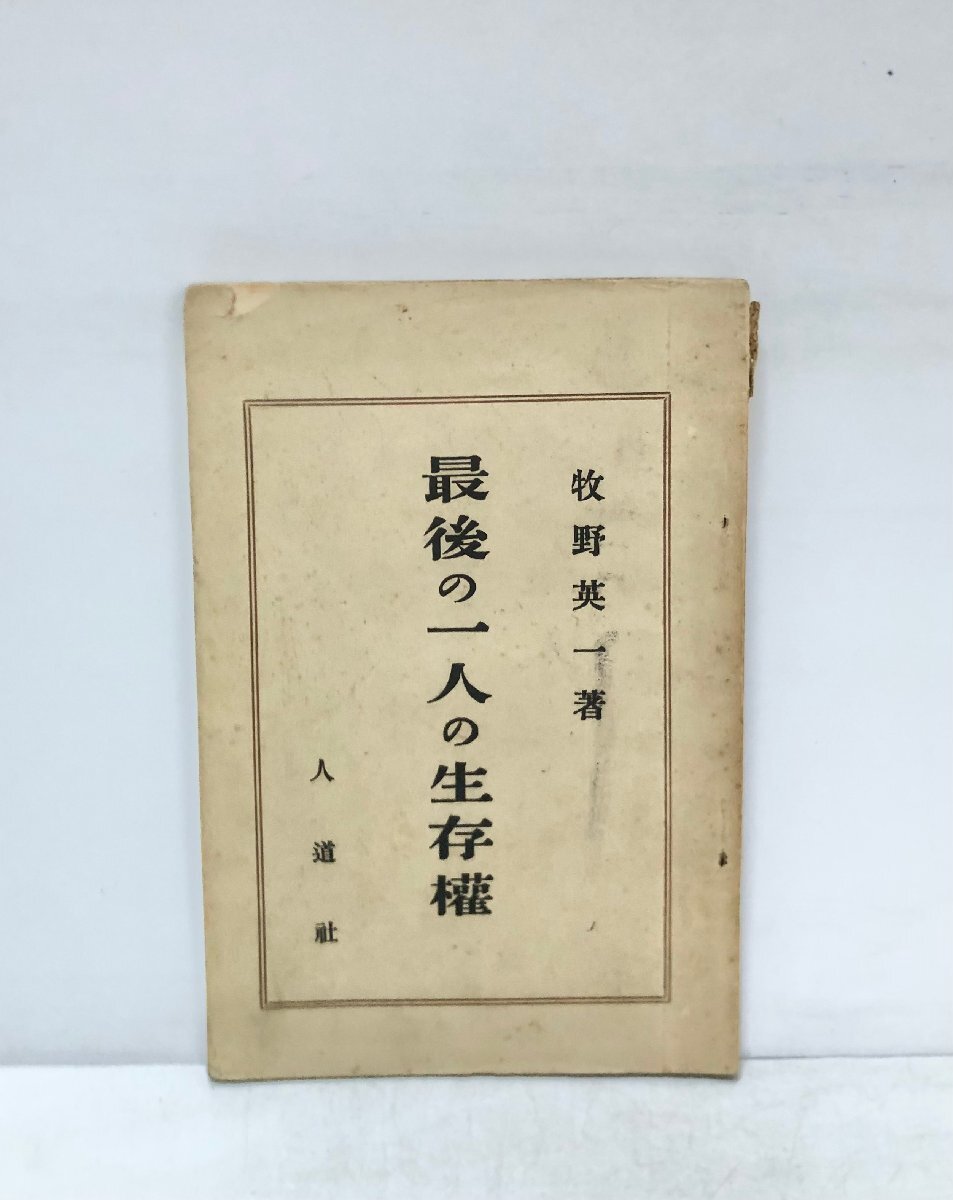 牧野英一著
最後の一人の生存權
人道社